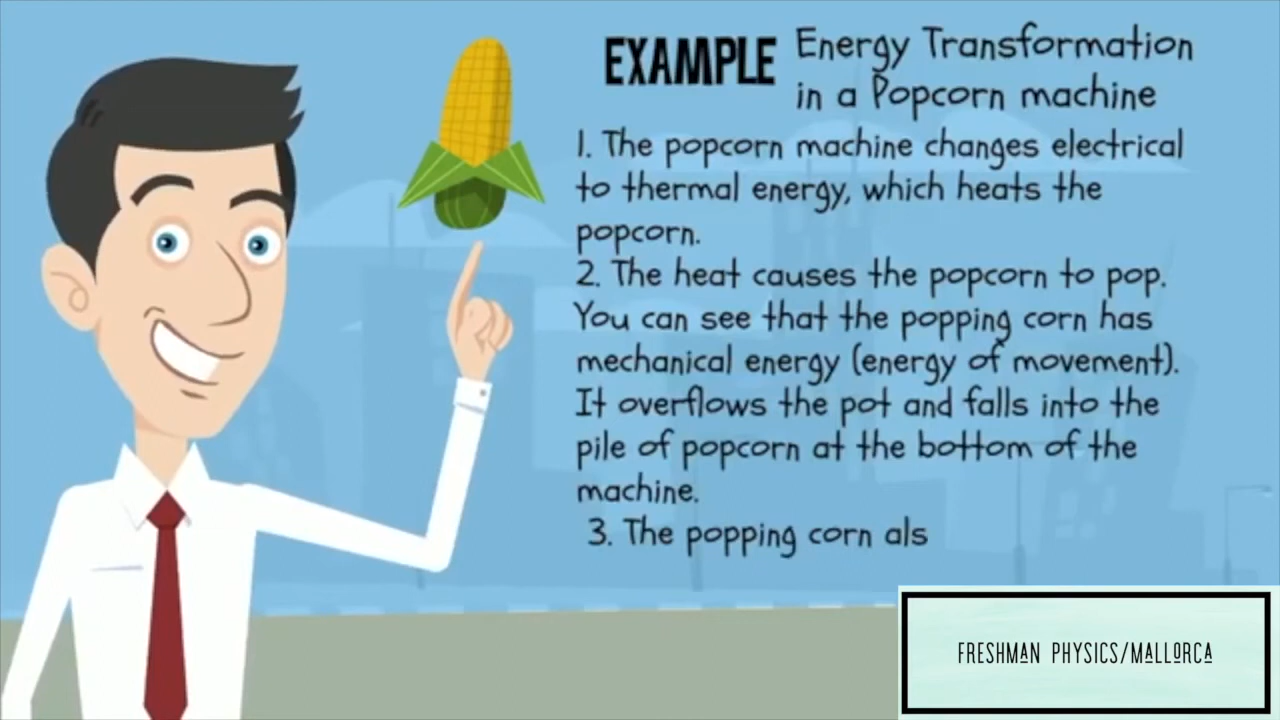 EXAMPLE Energy Transformation
in a Popcorn machine
1. The popcorn machine changes electrical
to thermal energy, which heats the
popcorn.
2. The heat causes the popcorn to pop.
You can see that the popping corn has
mechanical energy (energy of movement).
It overflows the pot and falls into the
pile of popcorn at the bottom of the
machine.
3. The popping corn als
FRESHMAN PHYSICS/MALLORCA